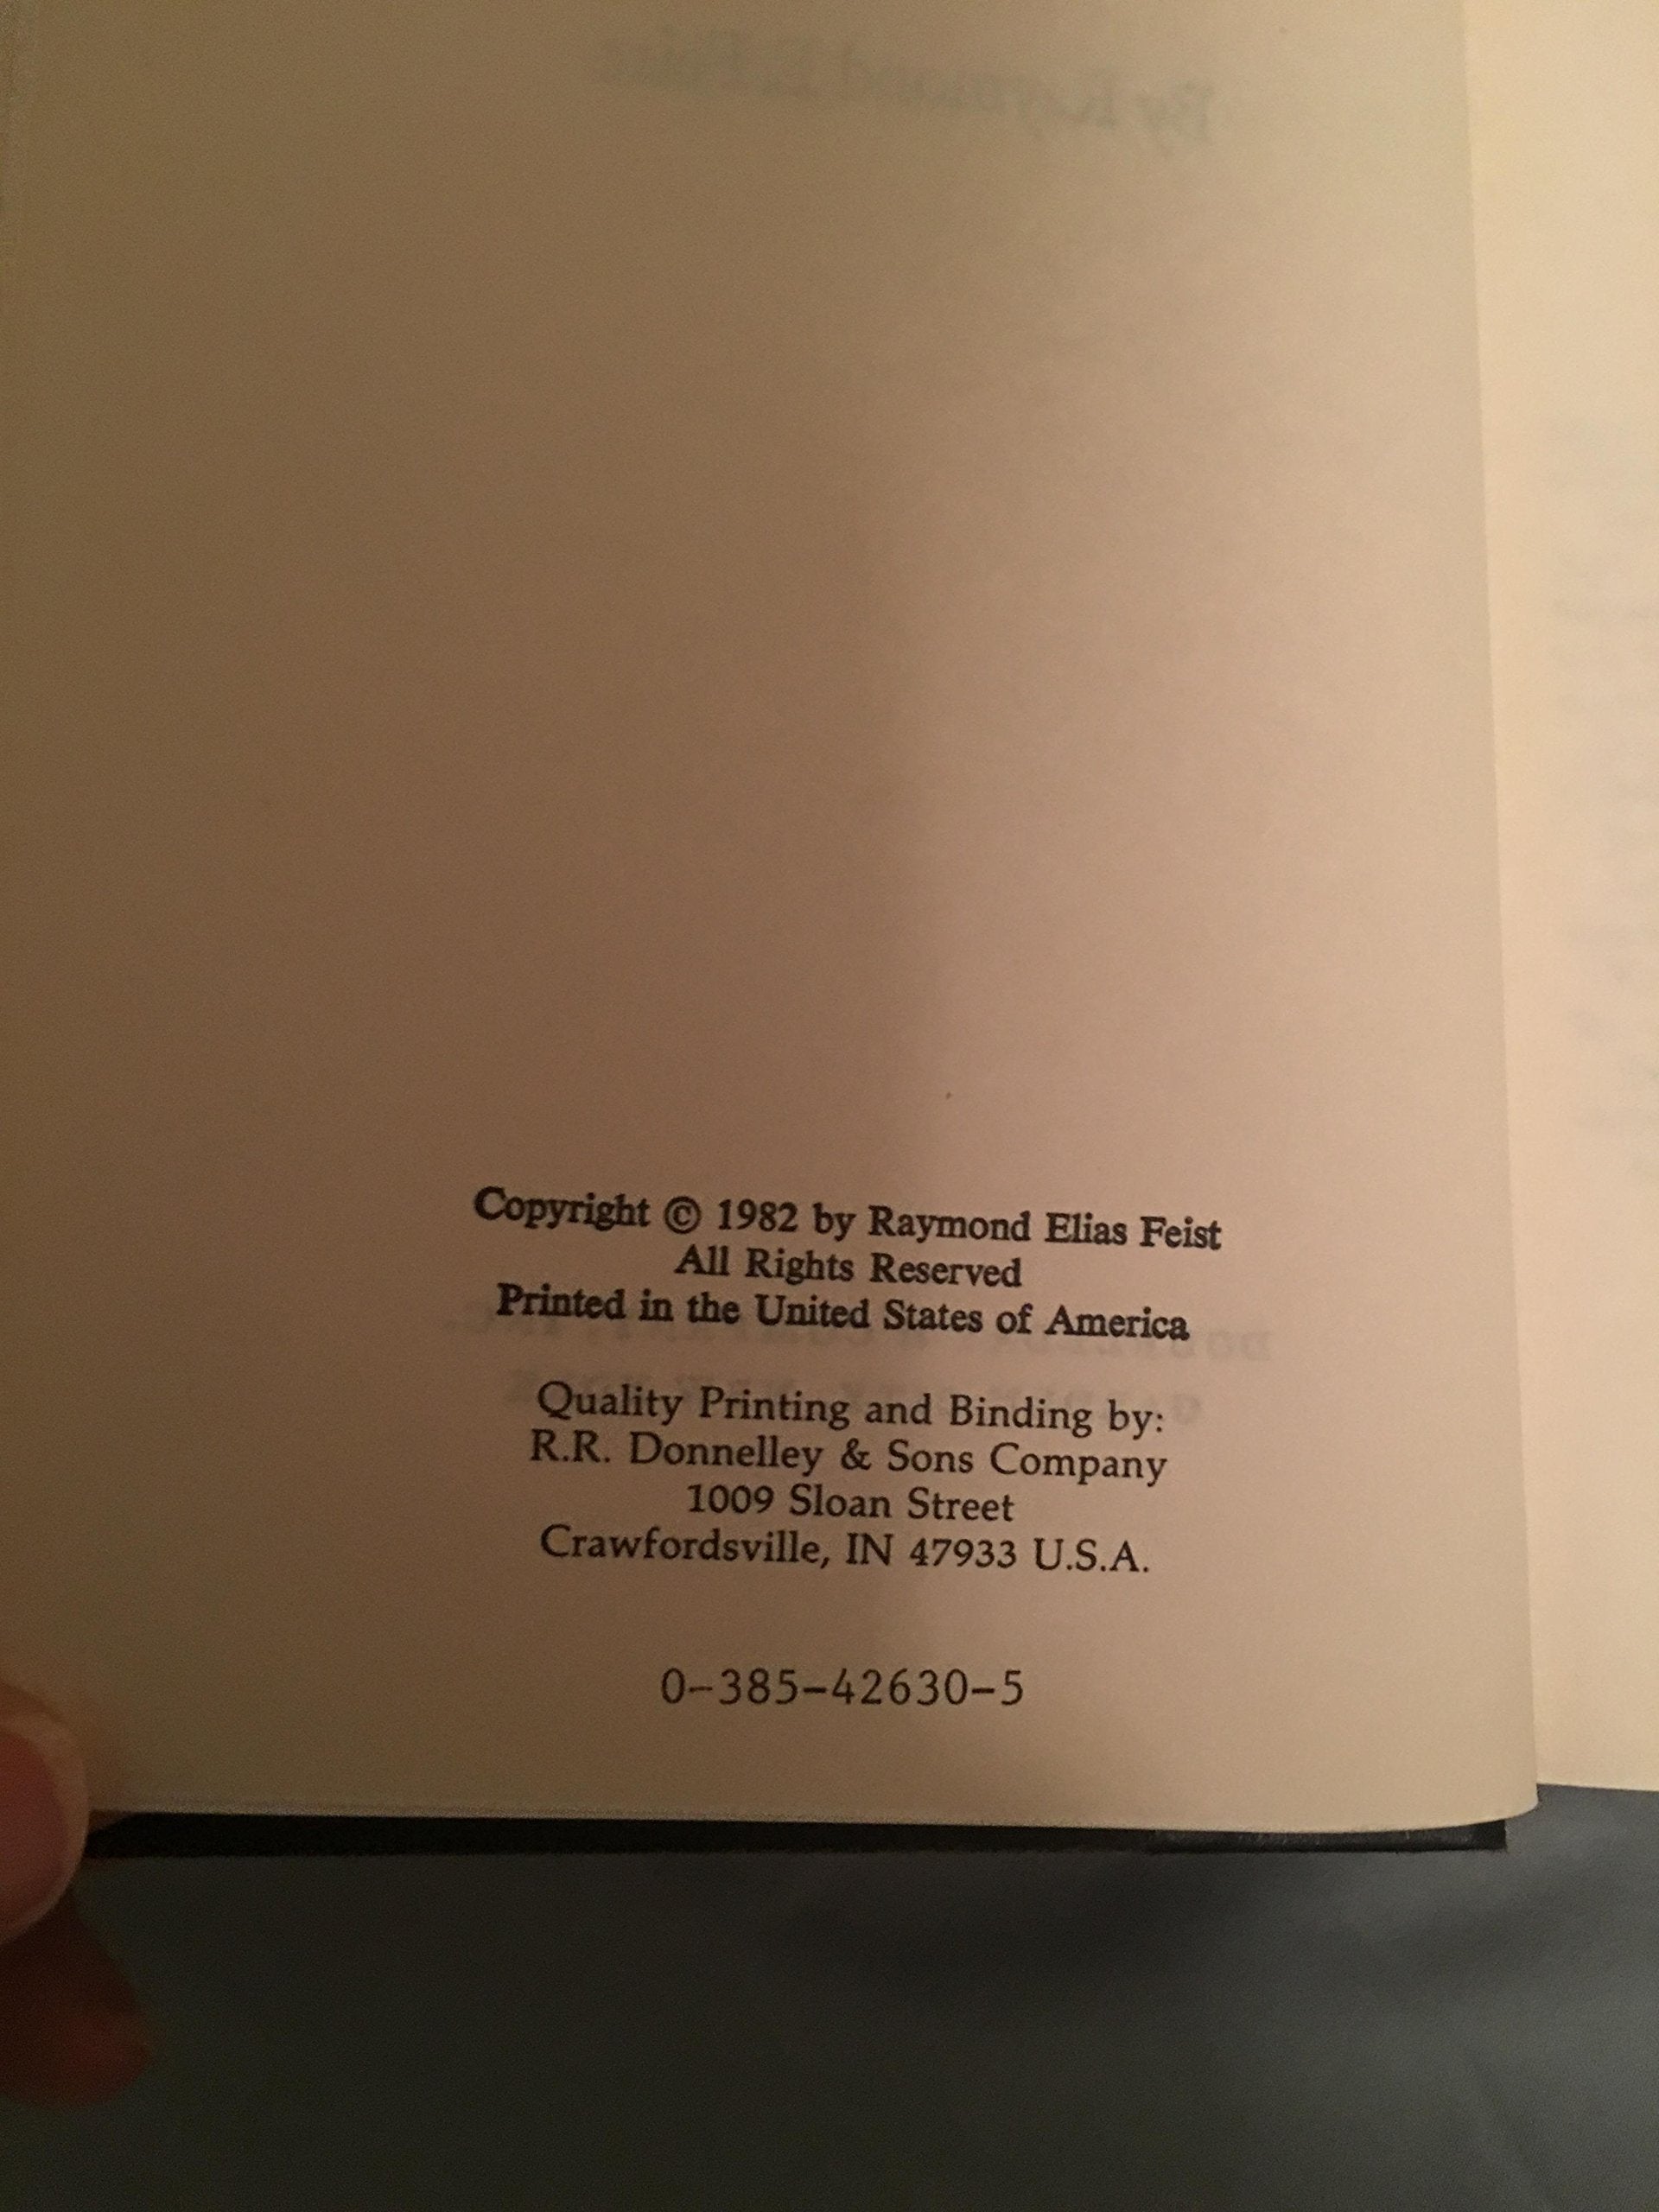 Copyright © 1982 by Raymond Elias Feist
All Rights Reserved
Printed in the United States of America
Quality Printing and Binding by:
R.R. Donnelley & Sons Company
1009 Sloan Street
Crawfordsville, IN 47933 U.S.A.
0-385-42630-5